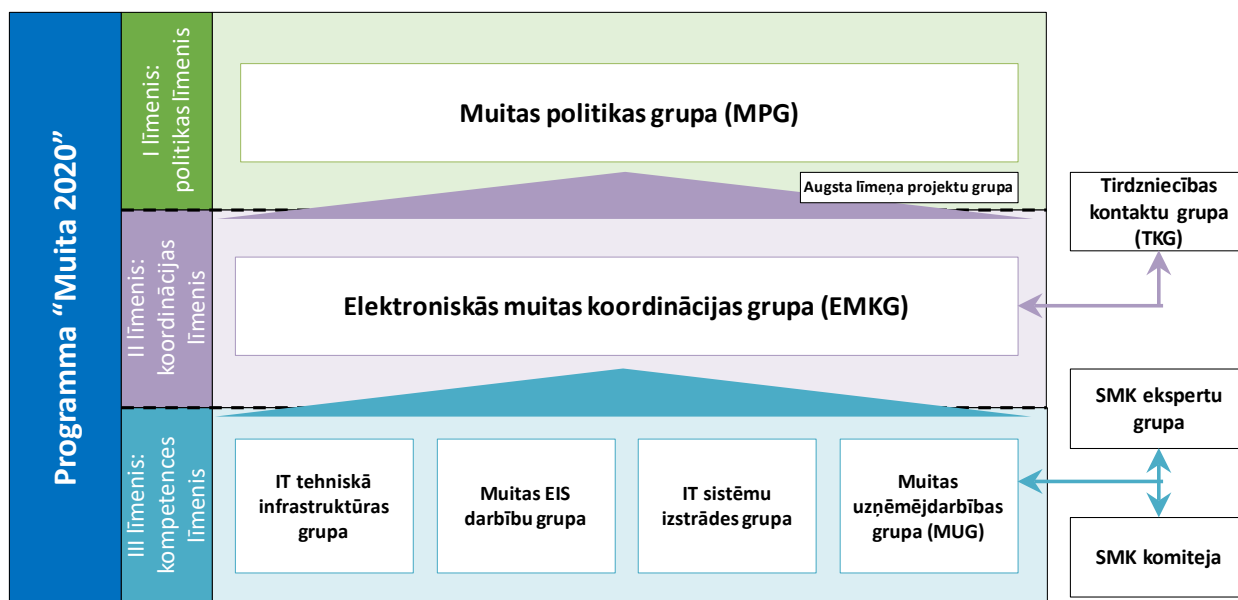 Programma “Muita 2020”
I līmenis:
politikas līmenis
Muitas politikas grupa (MPG)
Augsta līmeņa projektu grupa
II līmenis:
koordinācijas
līmenis
Elektroniskās muitas koordinācijas grupa (EMKG)
Tirdzniecības
kontaktu grupa
(TKG)
III līmenis:
kompetences
līmenis
IT tehniskā
infrastruktūras
grupa
Muitas EIS
darbību grupa
IT sistēmu
izstrādes grupa
Muitas
uzņēmējdarbības
grupa (MUG)
SMK ekspertu
grupa
SMK komiteja